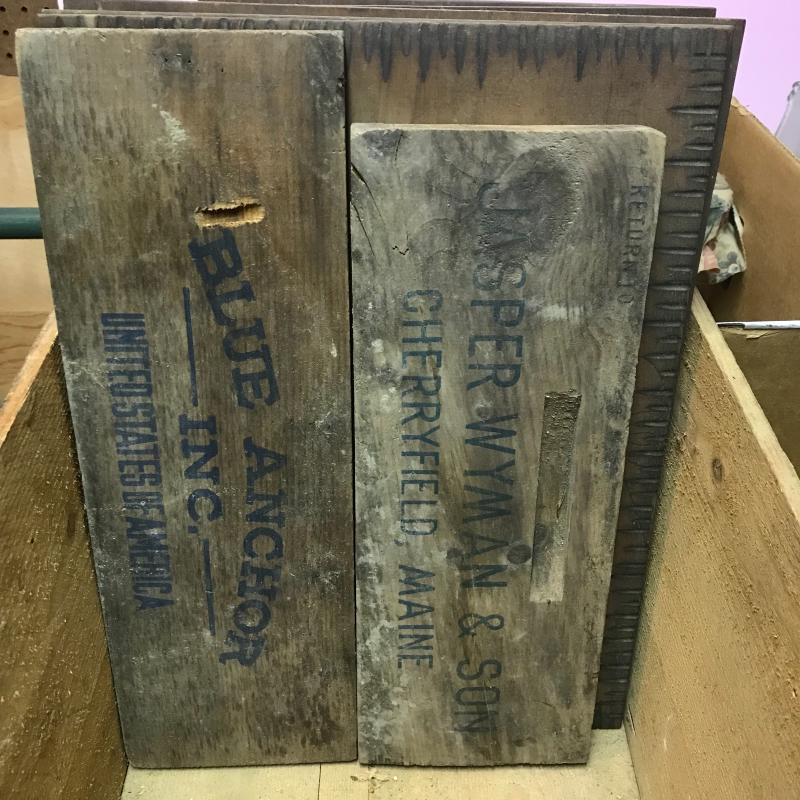 BLUE ANCHOR
INC.
UNITED STATES OF AMERICA
RETURN TO
JASPER WYMAN & SON
CHERRYFIELD, MAINE